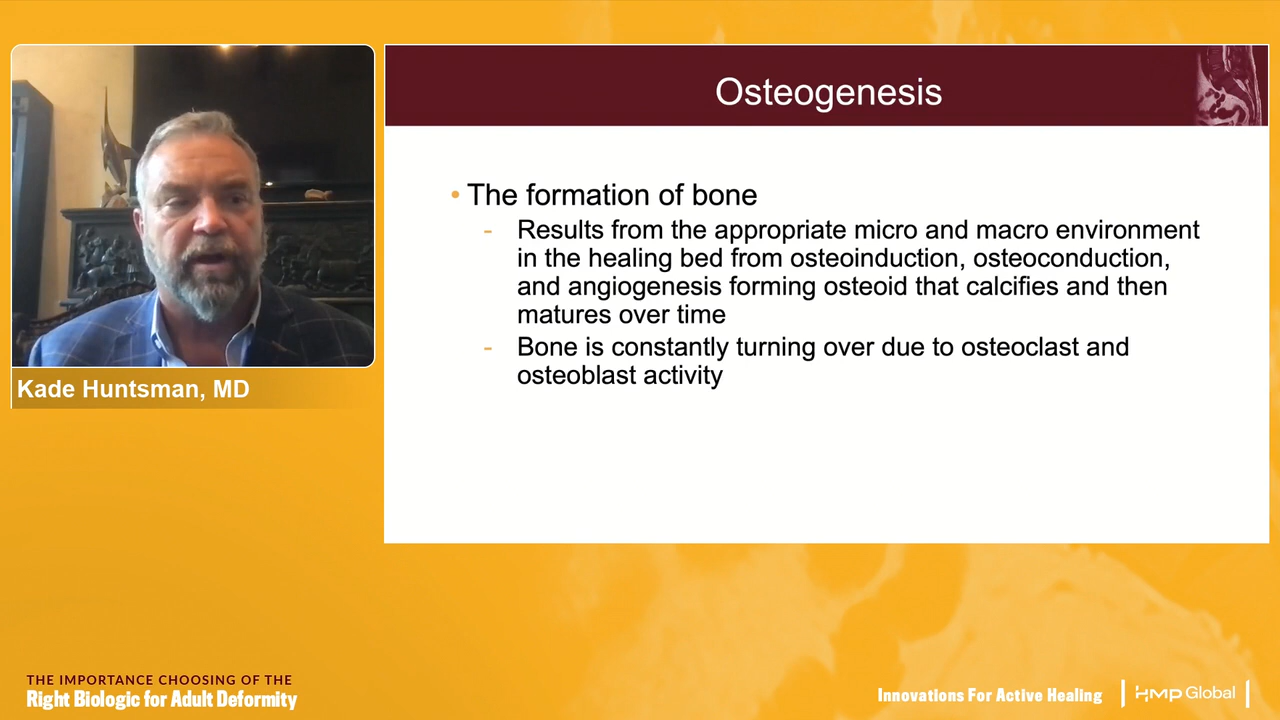 Osteogenesis
• The formation of bone
- Results from the appropriate micro and macro environment
in the healing bed from osteoinduction, osteoconduction,
and angiogenesis forming osteoid that calcifies and then
matures over time
- Bone is constantly turning over due to osteoclast and
osteoblast activity
Kade Huntsman, MD
THE IMPORTANCE CHOOSING OF THE
Right Biologic for Adult Deformity
Innovations For Active Healing
HMP Global